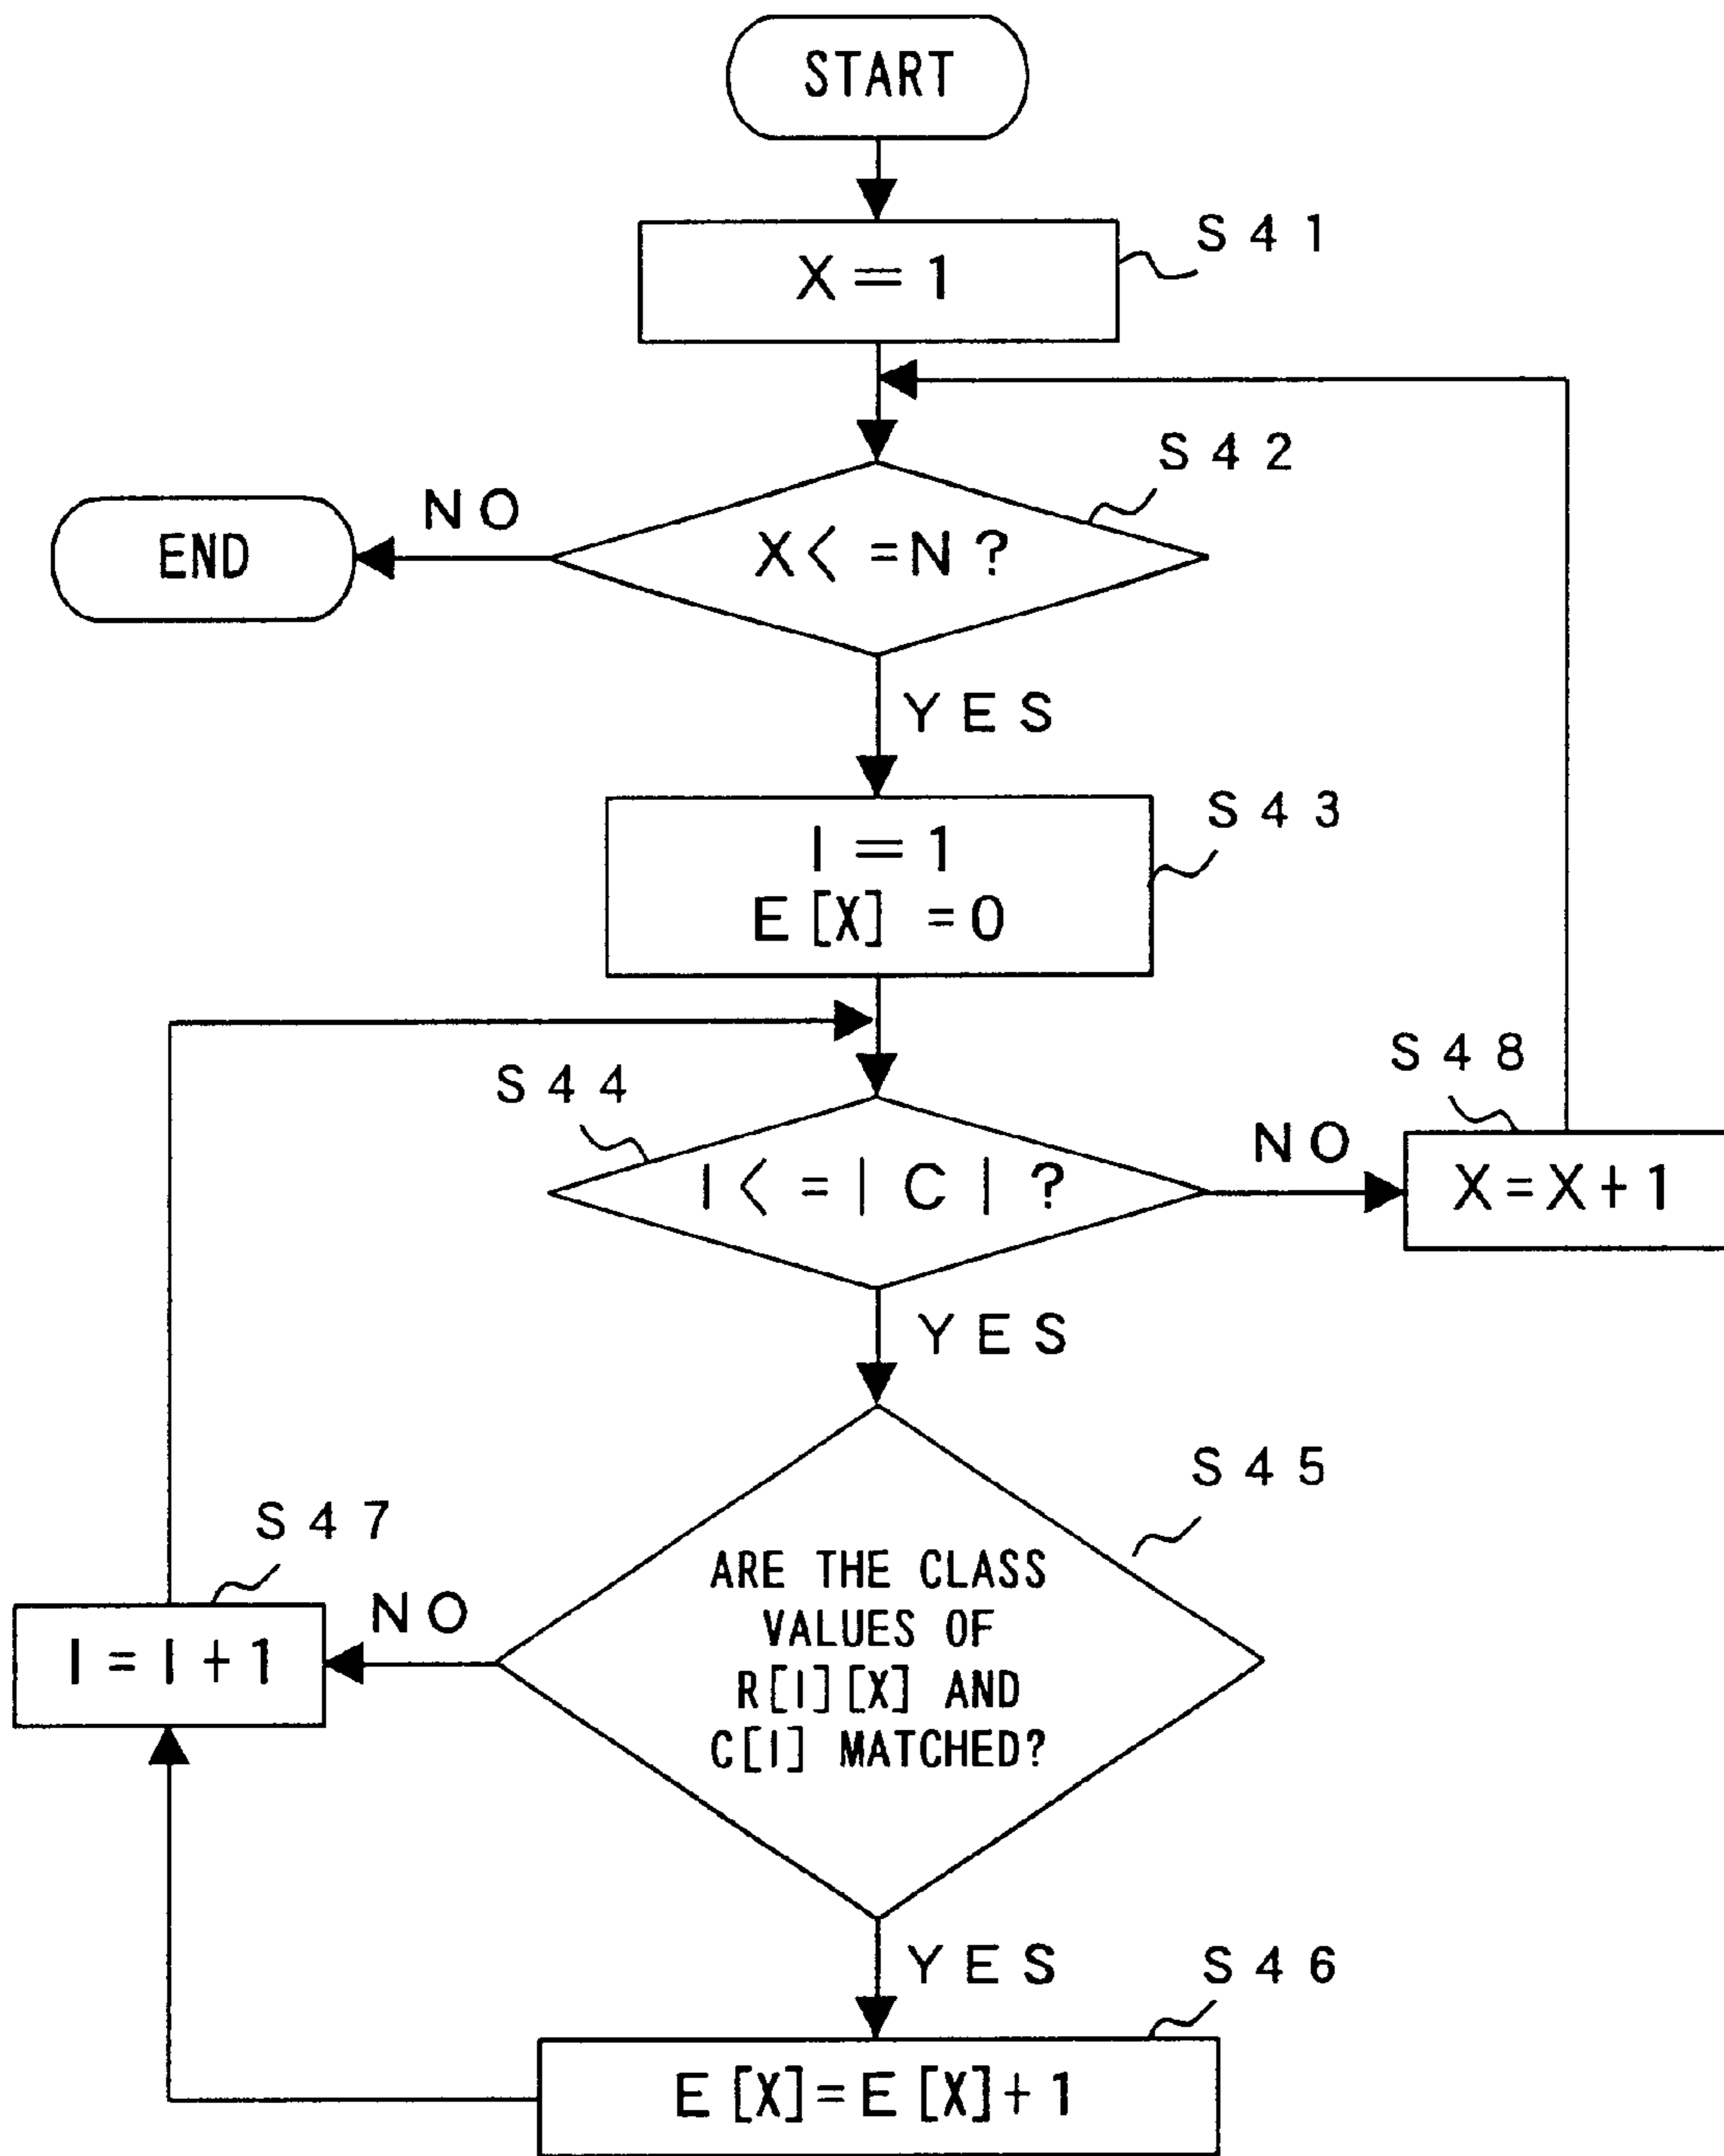 START
S41
X=1
S42
NO
X<=N?
END
YES
S43
I=1
E[X]=0
S44
S48
I<=|C|?
NO
X=X+1
YES
S45
S47
ARE THE CLASS
VALUES OF
R[I][X] AND
C[I] MATCHED?
NO
I=I+1
YES
S46
E[X]=E[X]+1